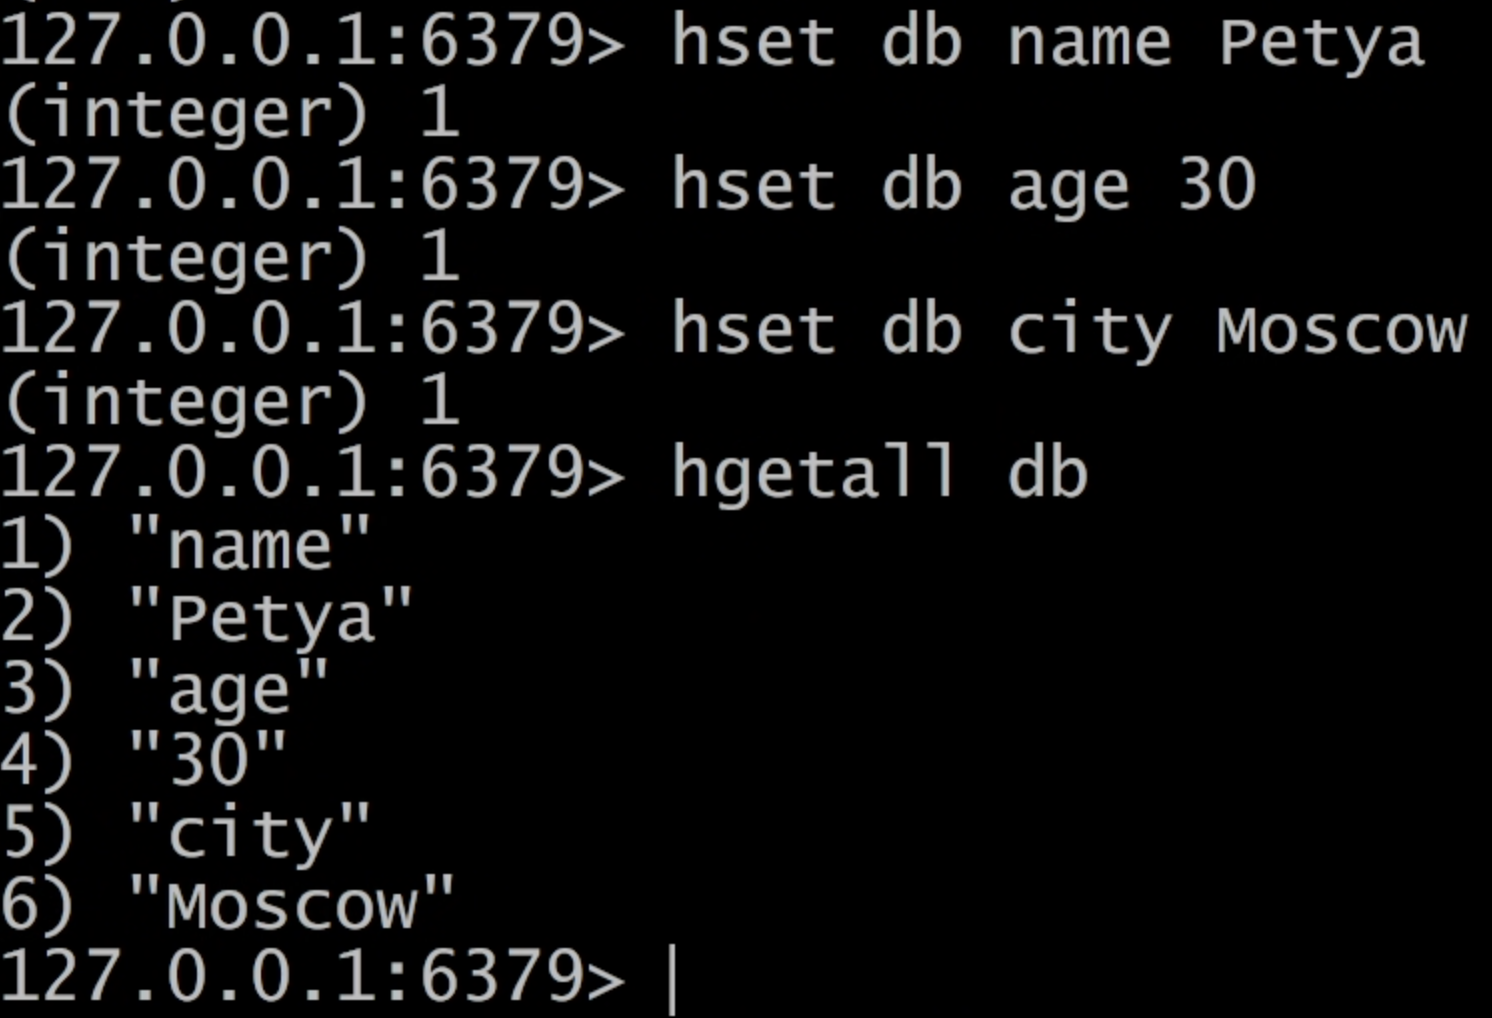 127.0.0.1:6379> hset db name Petya
(integer) 1
127.0.0.1:6379> hset db age 30
(integer) 1
127.0.0.1:6379> hset db city Moscow
(integer) 1
127.0.0.1:6379> hgetall db
1) "name"
2) "Petya"
3) "age"
4) "30"
5) "city"
6) "Moscow"
127.0.0.1:6379>